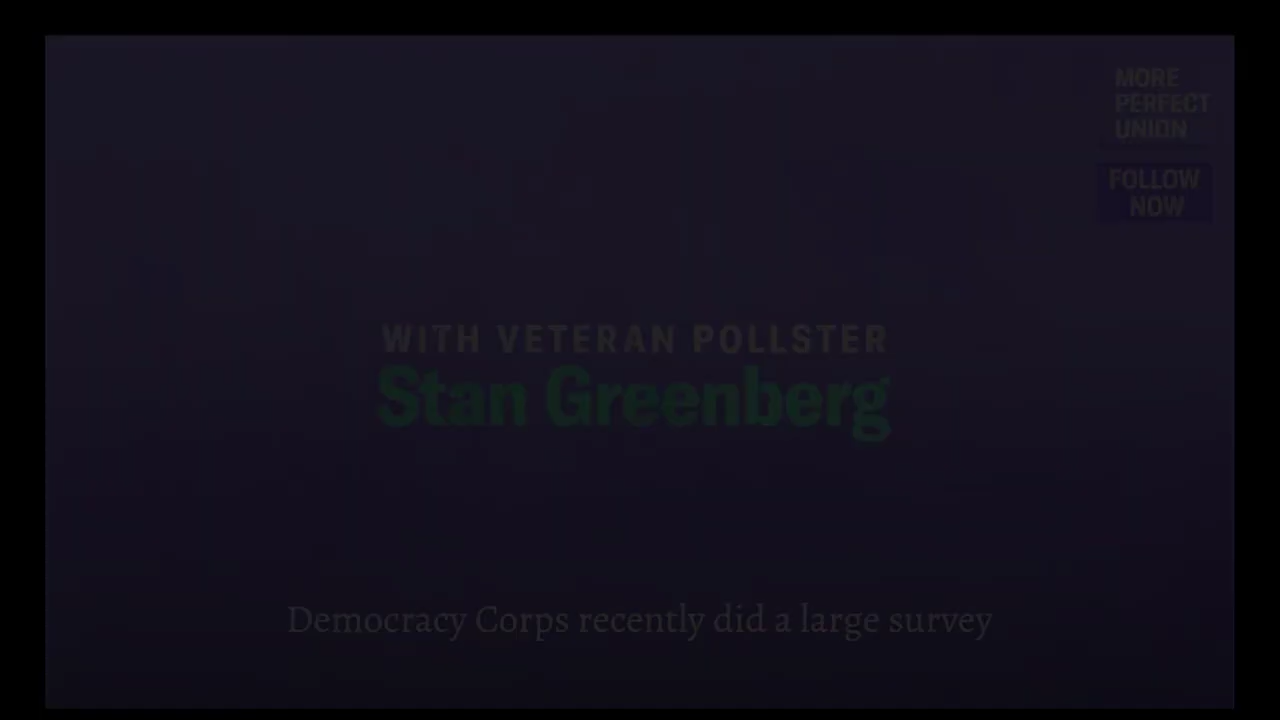 MORE
PERFECT
UNION
FOLLOW
NOW
WITH VETERAN POLLSTER
Stan Greenberg
Democracy Corps recently did a large survey